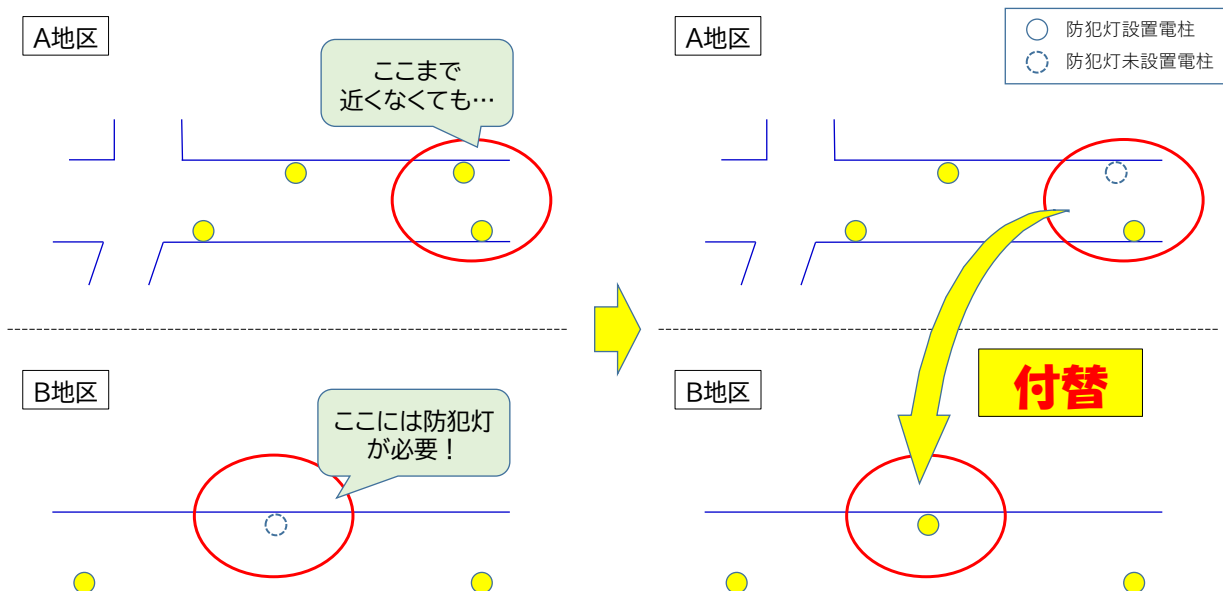 A地区
ここまで
近くなくても…
B地区
ここには防犯灯
が必要！
A地区
防犯灯設置電柱
防犯灯未設置電柱
付替
B地区